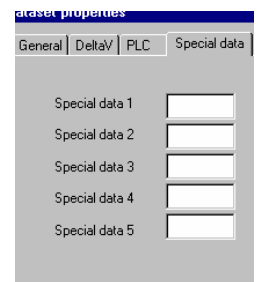 ataset properties
General DeltaV PLC Special data
Special data 1
Special data 2
Special data 3
Special data 4
Special data 5